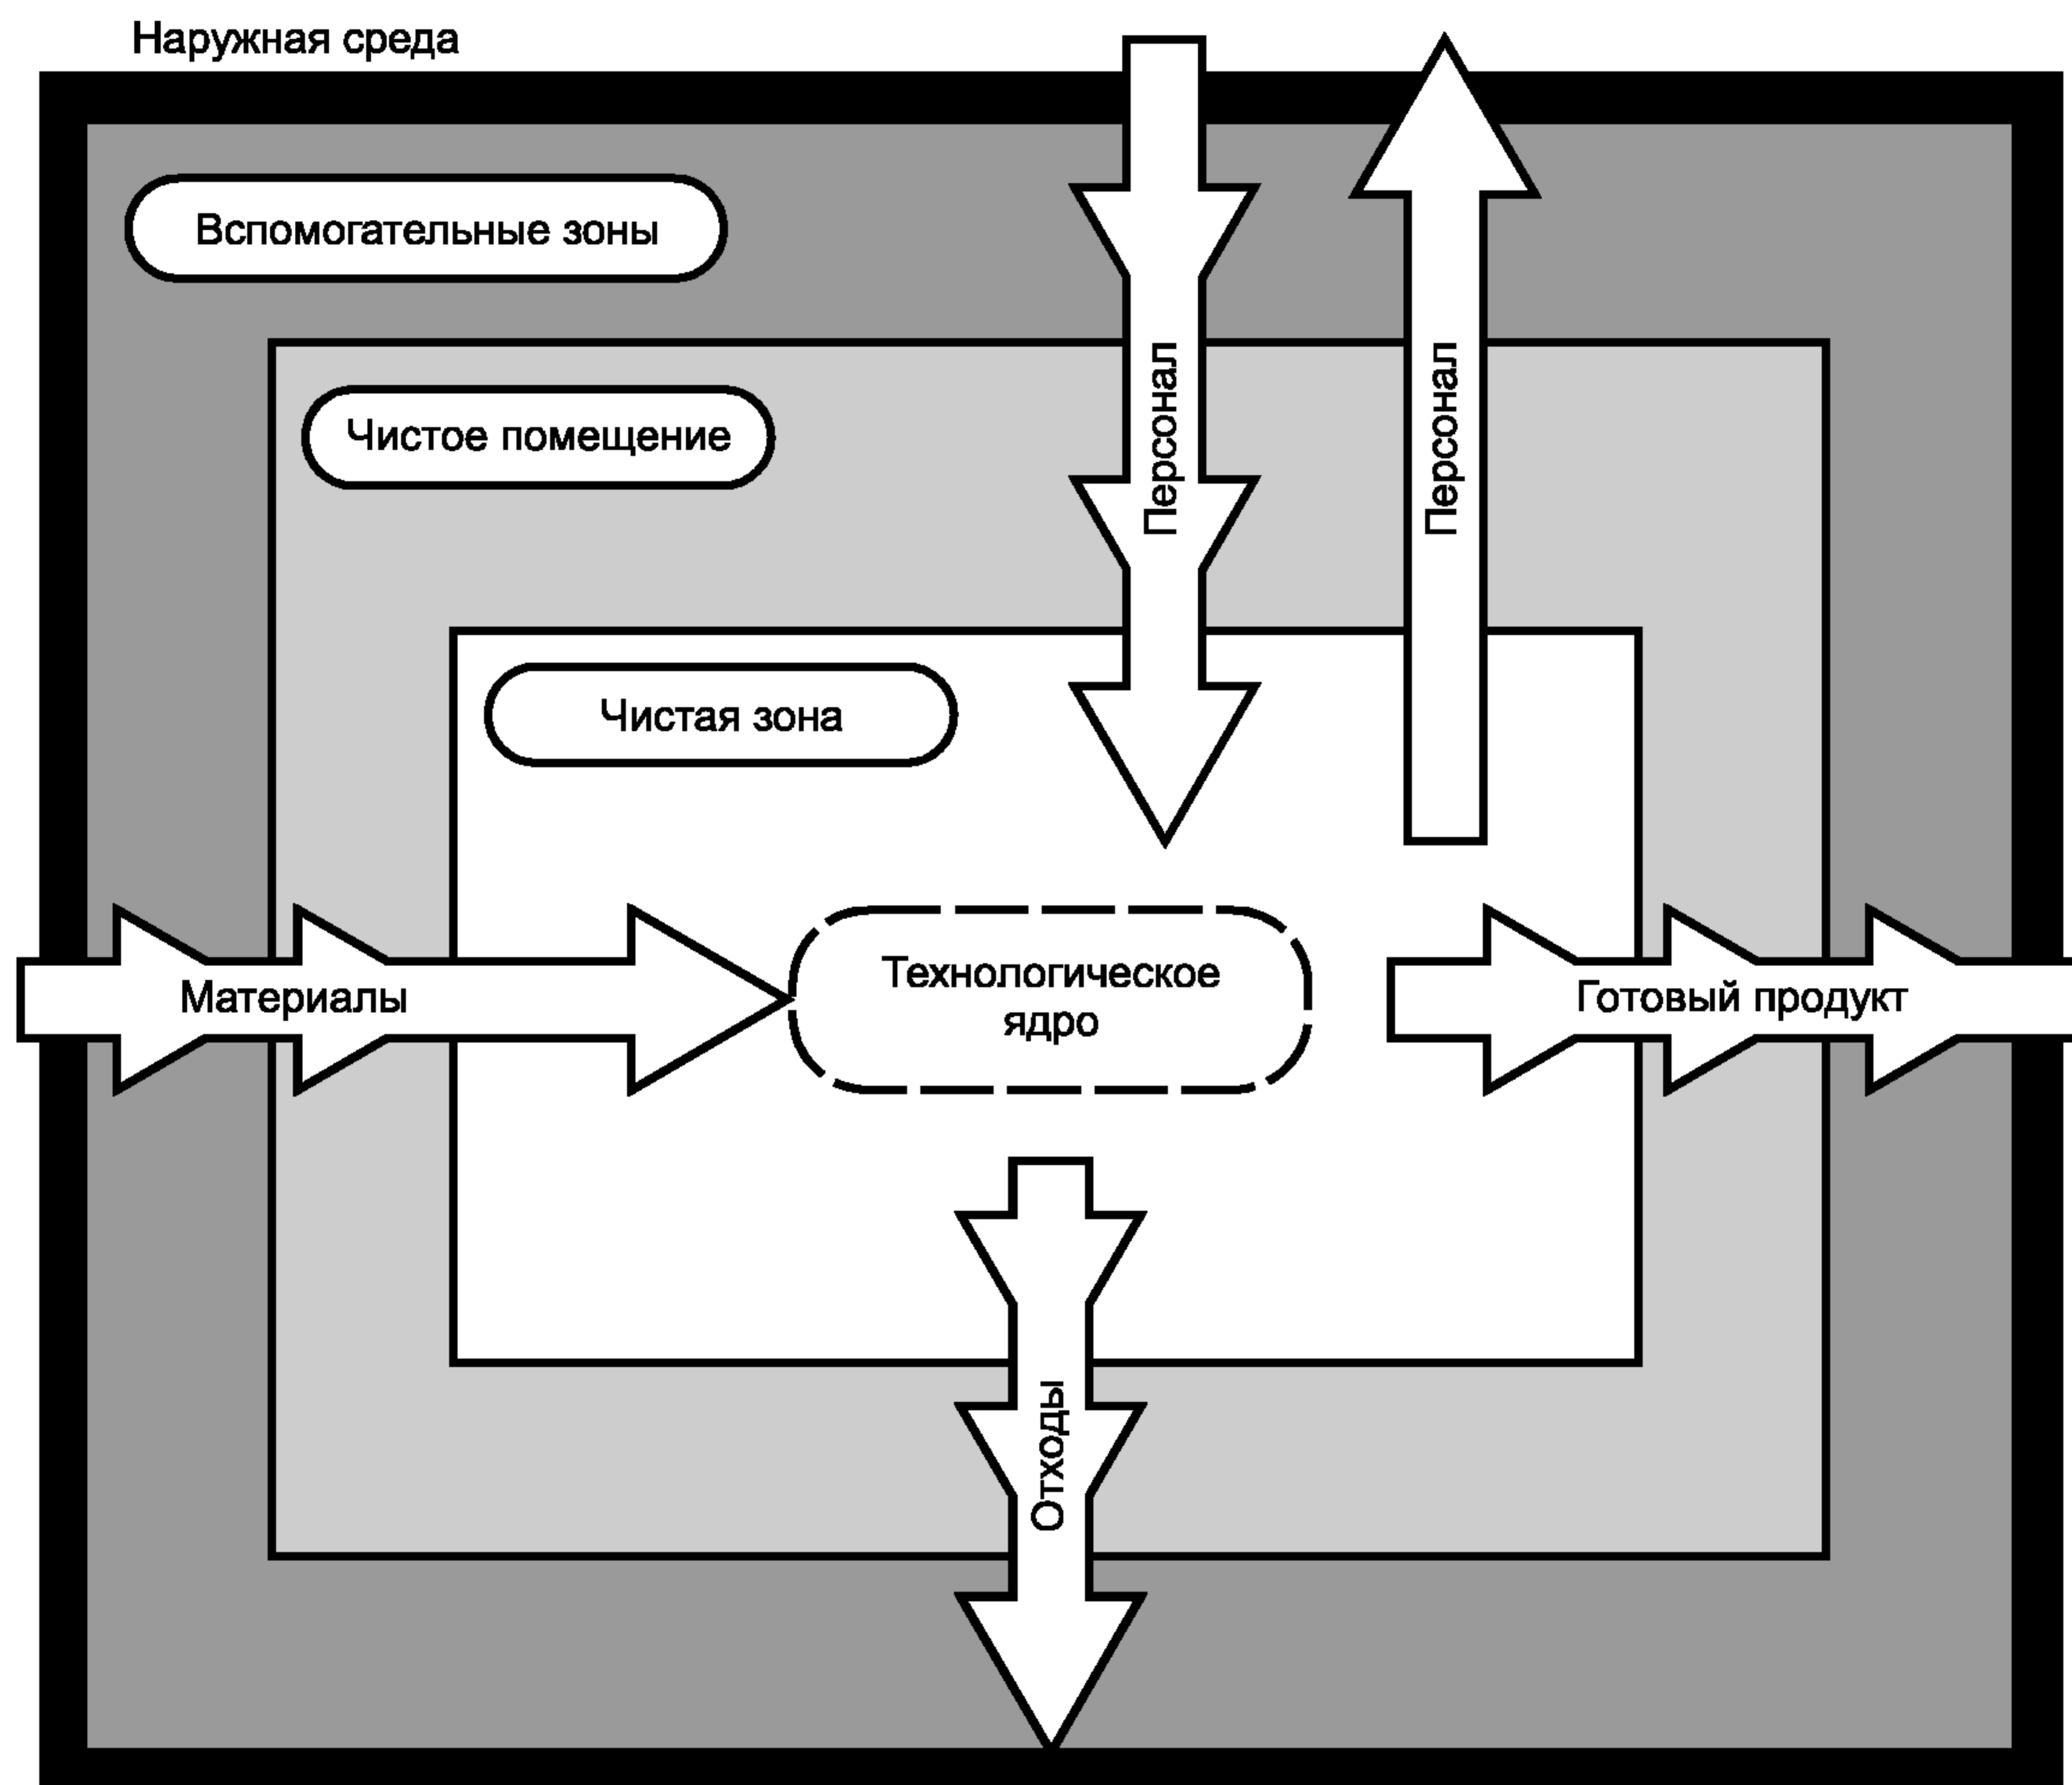 Наружная среда
Вспомогательные зоны
Чистое помещение
Персонал
Персонал
Чистая зона
Технологическое
ядро
Материалы
Готовый продукт
Отходы